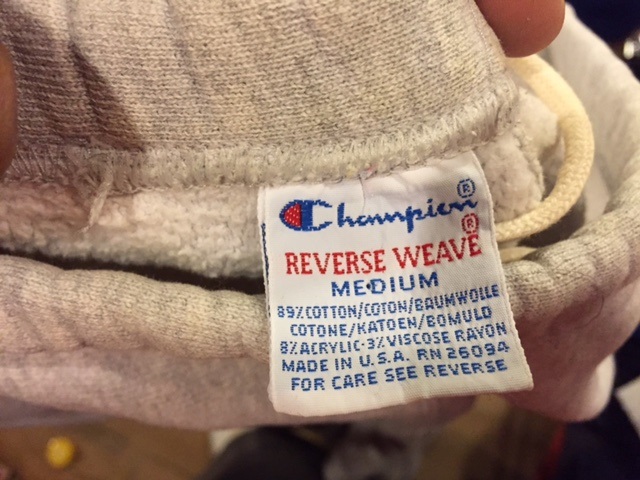 Champion®
REVERSE WEAVE®
MEDIUM
89%COTTON/COTON/BAUMWOLLE
COTONE/KATOEN/BOMULD
8%ACRYLIC-3%VISCOSE RAYON
MADE IN U.S.A. RN 26094
FOR CARE SEE REVERSE